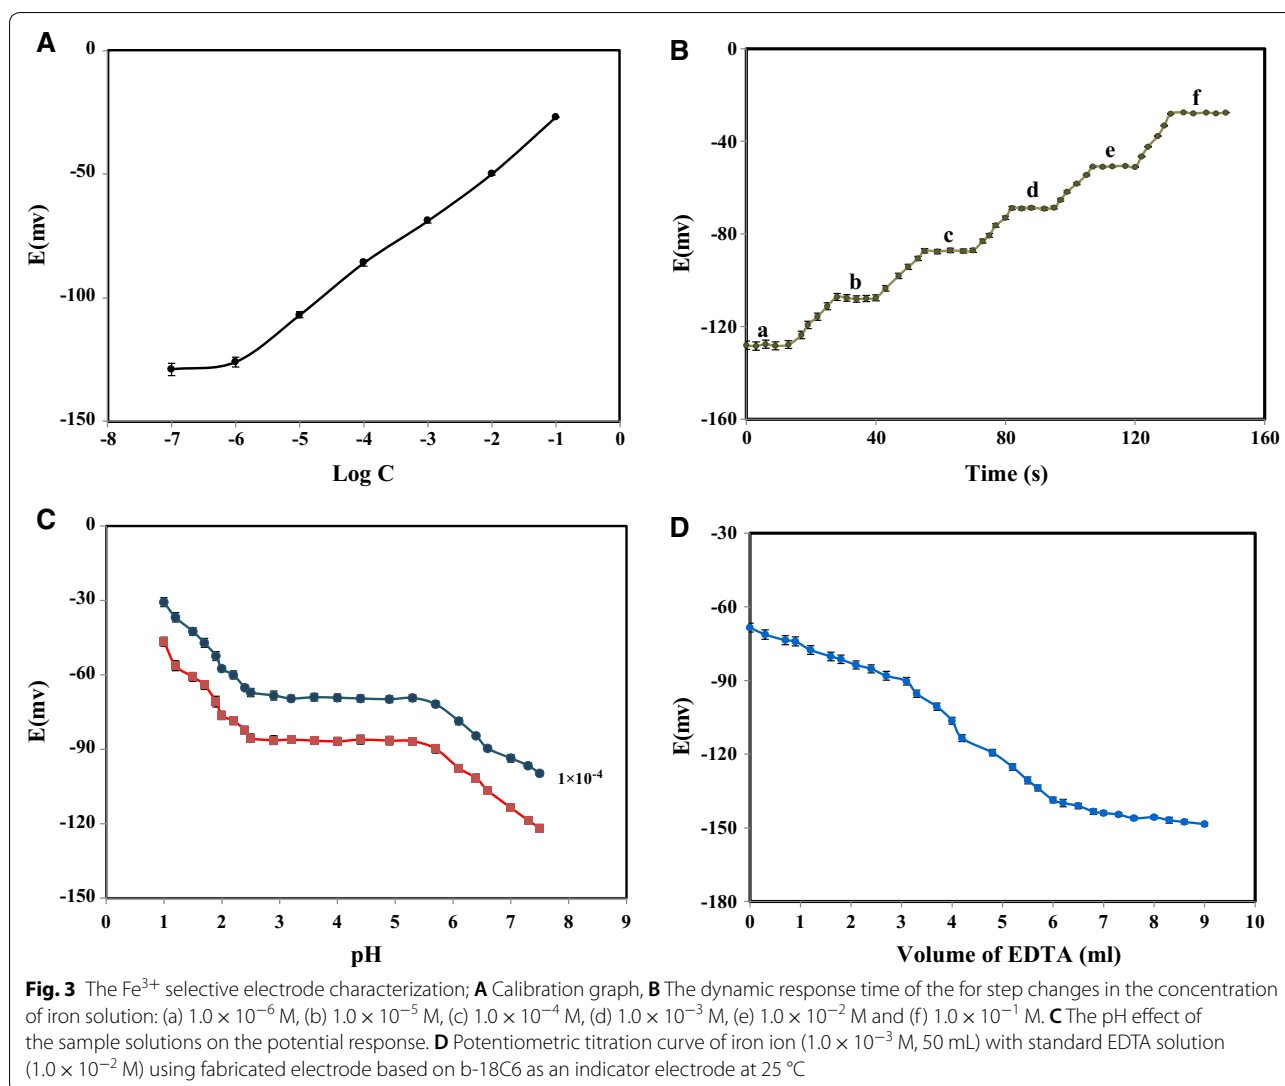 A
0
-50
-100
-150
E(mv)
-8 -7 -6 -5 -4 -3 -2 -1 0
Log C
B
0
-40
-80
-120
-160
E(mv)
a
b
c
d
e
f
0 40 80 120 160
Time (s)
C
0
-30
-60
-90
-120
-150
E(mv)
1×10-4
0 1 2 3 4 5 6 7 8 9
pH
D
-30
-60
-90
-120
-150
-180
E(mv)
0 1 2 3 4 5 6 7 8 9 10
Volume of EDTA (ml)
Fig. 3 The Fe3+ selective electrode characterization; A Calibration graph, B The dynamic response time of the for step changes in the concentration
of iron solution: (a) 1.0 × 10−6 M, (b) 1.0 × 10−5 M, (c) 1.0 × 10−4 M, (d) 1.0 × 10−3 M, (e) 1.0 × 10−2 M and (f) 1.0 × 10−1 M. C The pH effect of
the sample solutions on the potential response. D Potentiometric titration curve of iron ion (1.0 × 10−3 M, 50 mL) with standard EDTA solution
(1.0 × 10−2 M) using fabricated electrode based on b-18C6 as an indicator electrode at 25 °C